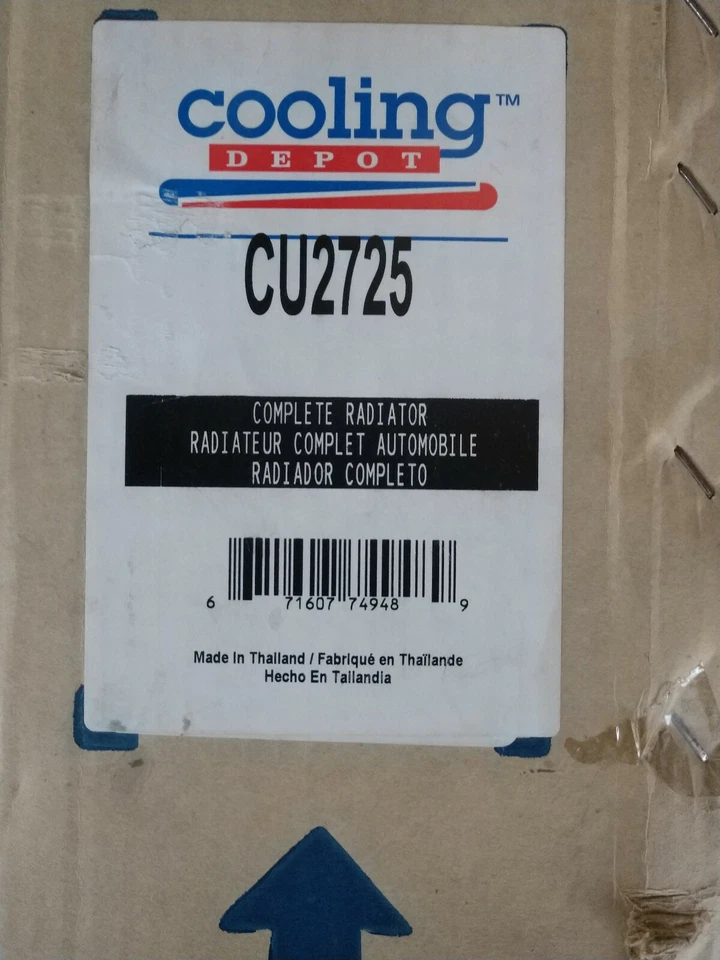 cooling™
DEPOT
CU2725
COMPLETE RADIATOR
RADIATEUR COMPLET AUTOMOBILE
RADIADOR COMPLETO
6 71607 74948 9
Made In Thailand / Fabriqué en Thaïlande
Hecho En Tailandia